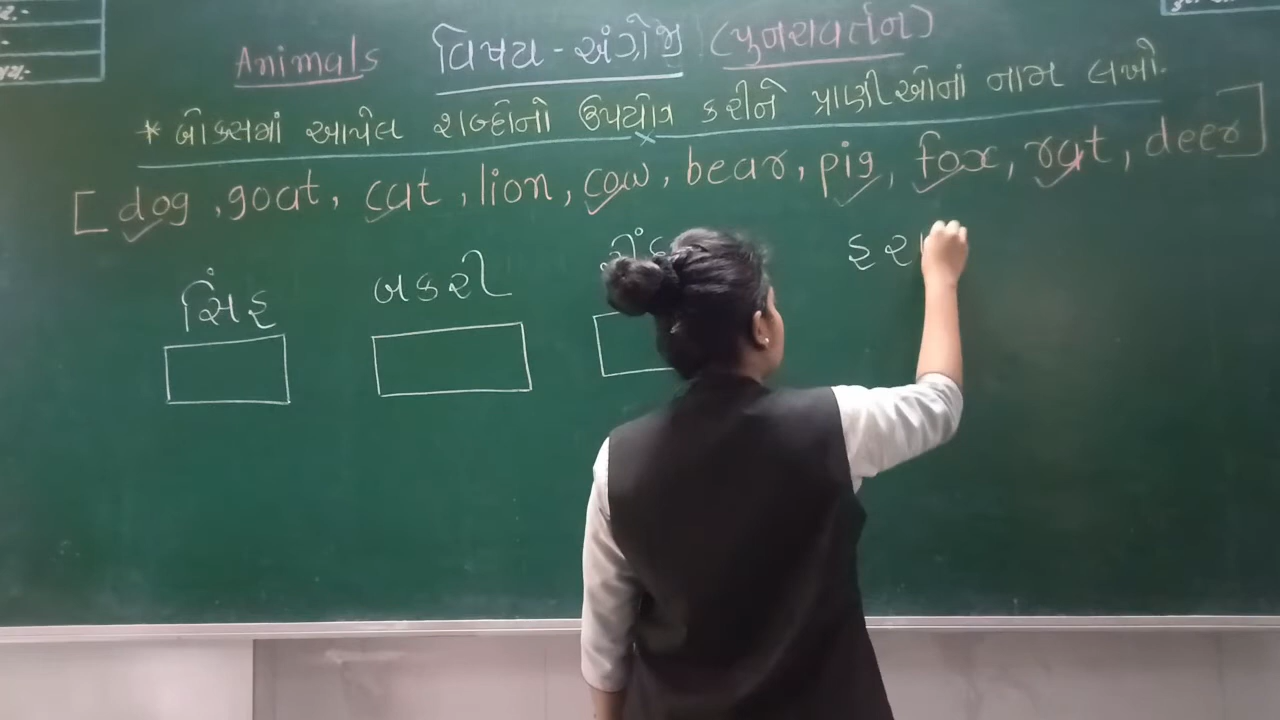 Animals વિષય - અંગ્રેજી (પુનરાવર્તન)
* બોક્સમાં આપેલ શબ્દોનો ઉપયોગ કરીને પ્રાણીઓનાં નામ લખો.
[ dog , goat , cat , lion , cow , bear , pig , fox , rat , deer ]
સિંહ બકરી